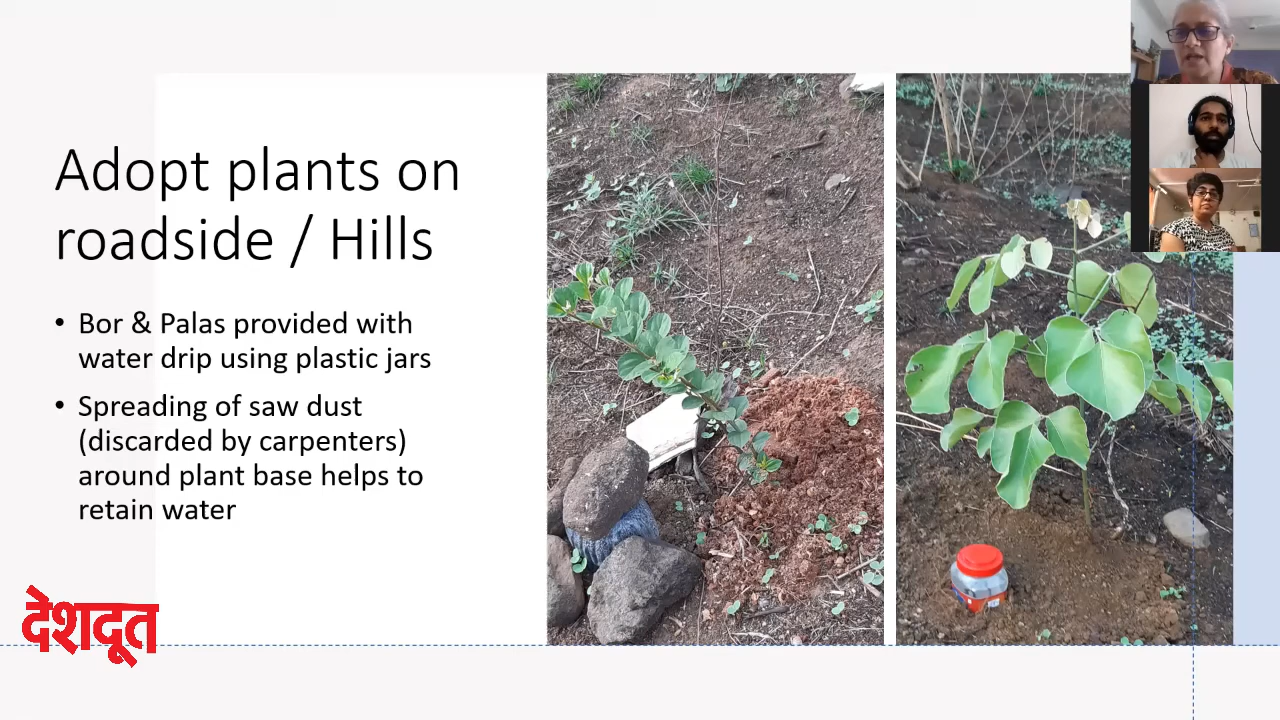 Adopt plants on
roadside / Hills
• Bor & Palas provided with
water drip using plastic jars
• Spreading of saw dust
(discarded by carpenters)
around plant base helps to
retain water
देशदूत